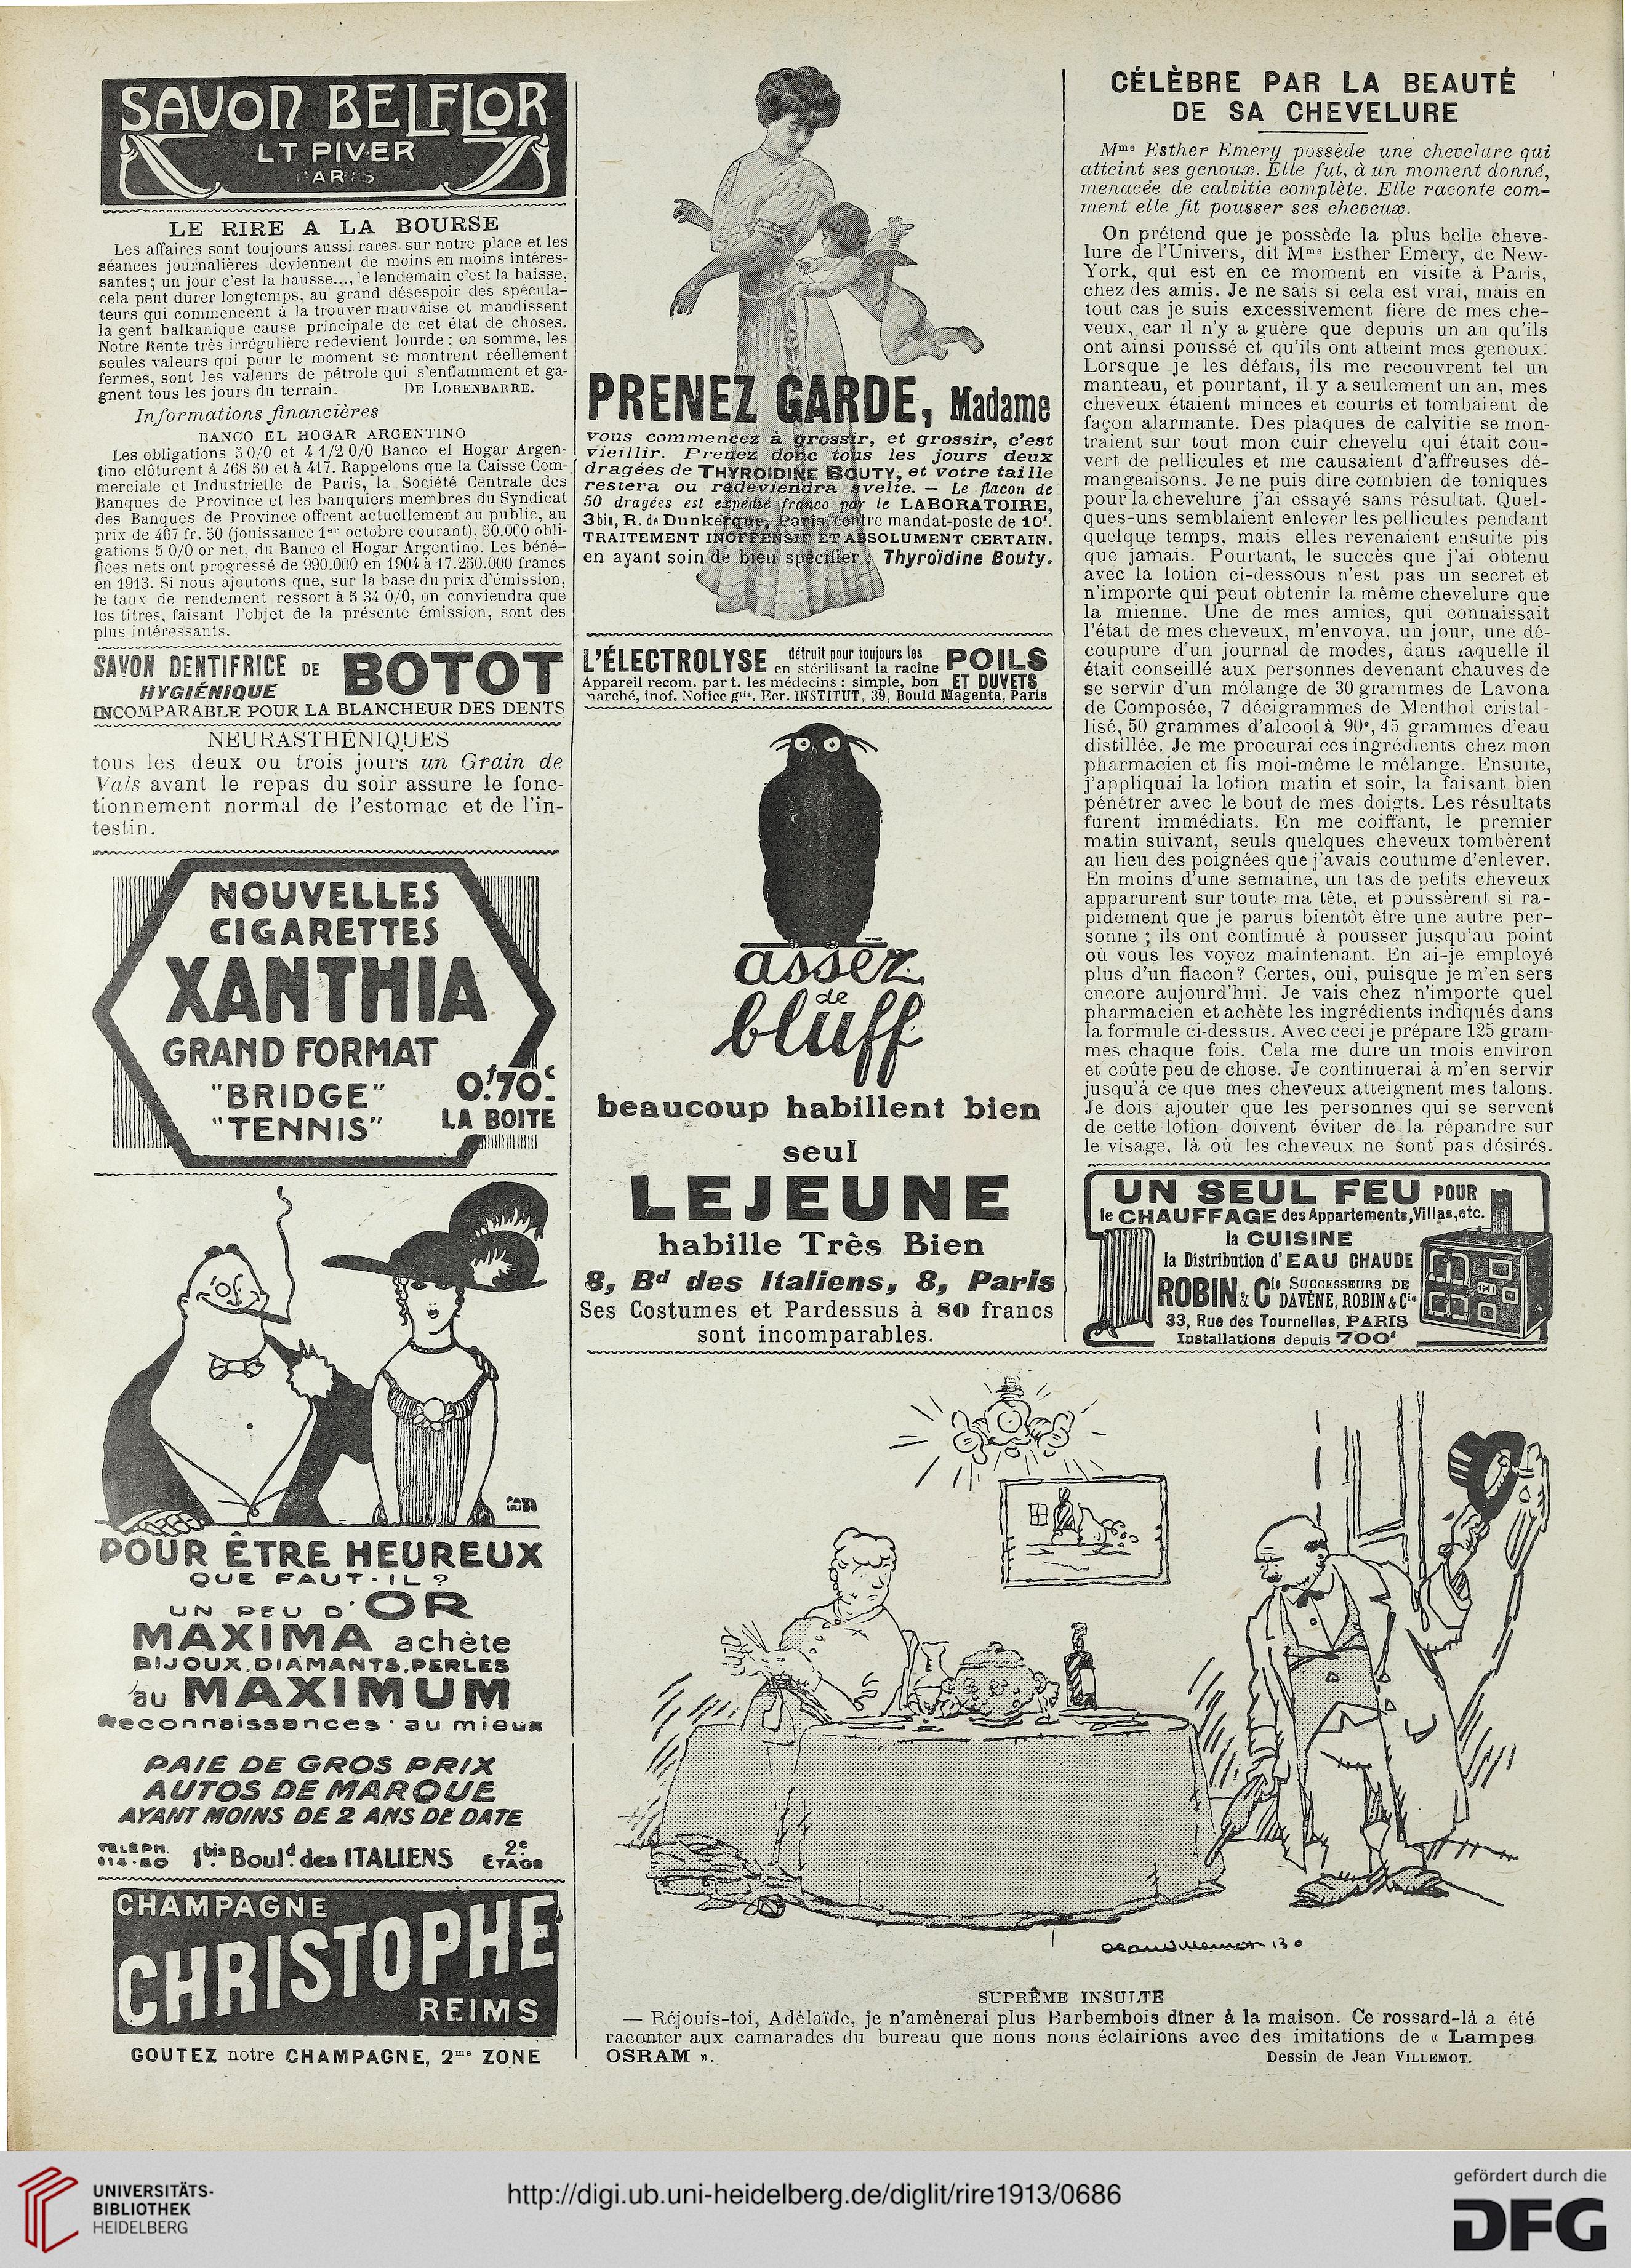 SAVON BELFLOR
LT PIVER
PARIS
LE RIRE A LA BOURSE
Les affaires sont toujours aussi rares sur notre place et les
séances journalières deviennent de moins en moins intéres-
santes ; un jour c'est la hausse..., le lendemain c'est la baisse,
cela peut durer longtemps, au grand désespoir des spécula-
teurs qui commencent à la trouver mauvaise et maudissent
la gent balkanique cause principale de cet état de choses.
Notre Rente très irrégulière redevient lourde ; en somme, les
seules valeurs qui pour le moment se montrent réellement
fermes, sont les valeurs de pétrole qui s'enflamment et ga-
gnent tous les jours du terrain. DE LORENBARRE.
Informations financières
BANCO EL HOGAR ARGENTINO
Les obligations 5 0/0 et 4 1/2 0/0 Banco el Hogar Argen-
tino clôturent à 468 50 et à 417. Rappelons que la Caisse Com-
merciale et Industrielle de Paris, la Société Centrale des
Banques de Province et les banquiers membres du Syndicat
des Banques de Province offrent actuellement au public, au
prix de 467 fr. 50 (jouissance 1er octobre courant), 50.000 obli-
gations 5 0/0 or net, du Banco el Hogar Argentino. Les béné-
fices nets ont progressé de 990.000 en 1904 à 17.250.000 francs
en 1913. Si nous ajoutons que, sur la base du prix d'émission,
le taux de rendement ressort à 5 34 0/0, on conviendra que
les titres, faisant l'objet de la présente émission, sont des
plus intéressants.
SAVON DENTIFRICE DE BOTOT
HYGIÉNIQUE
INCOMPARABLE POUR LA BLANCHEUR DES DENTS
NEURASTHÉNIQUES
tous les deux ou trois jours un Grain de
Vals avant le repas du soir assure le fonc-
tionnement normal de l'estomac et de l'in-
testin.
NOUVELLES
CIGARETTES
XANTHIA
GRAND FORMAT
"BRIDGE"
"TENNIS"
0f.70c.
LA BOITE
POUR ÊTRE HEUREUX
QUE FAUT-IL ?
UN PEU D'OR
MAXIMA achète
BIJOUX, DIAMANTS, PERLES
au MAXIMUM
Reconnaissances au mieux
PAIE DE GROS PRIX
AUTOS DE MARQUE
AYANT MOINS DE 2 ANS DE DATE
TÉLÉPH. 1bis Bould. des ITALIENS 2e ÉTAGE
CHAMPAGNE
CHRISTOPHE
REIMS
GOUTEZ notre CHAMPAGNE, 2me ZONE
PRENEZ GARDE, Madame
vous commencez à grossir, et grossir, c'est
vieillir. Prenez donc tous les jours deux
dragées de THYROIDINE BOUTY, et votre taille
restera ou redeviendra svelte. — Le flacon de
50 dragées est expédié franco par le LABORATOIRE,
3bis, R. de Dunkerque, Paris, contre mandat-poste de 10f.
TRAITEMENT INOFFENSIF ET ABSOLUMENT CERTAIN.
en ayant soin de bien spécifier : Thyroïdine Bouty.
L'ÉLECTROLYSE détruit pour toujours les
en stérilisant la racine POILS
Appareil recom. par t. les médecins : simple, bon ET DUVETS
marché, inof. Notice gtis. Ecr. INSTITUT, 39, Bould Magenta, Paris
assez
de
bluff
beaucoup habillent bien
seul
LEJEUNE
habille Très Bien
8, Bd des Italiens, 8, Paris
Ses Costumes et Pardessus à 80 francs
sont incomparables.
CÉLÈBRE PAR LA BEAUTÉ
DE SA CHEVELURE
Mme Esther Emery possède une chevelure qui
atteint ses genoux. Elle fut, à un moment donné,
menacée de calvitie complète. Elle raconte com-
ment elle fit pousser ses cheveux.
On prétend que je possède la plus belle cheve-
lure de l'Univers, dit Mme Esther Emery, de New-
York, qui est en ce moment en visite à Paris,
chez des amis. Je ne sais si cela est vrai, mais en
tout cas je suis excessivement fière de mes che-
veux, car il n'y a guère que depuis un an qu'ils
ont ainsi poussé et qu'ils ont atteint mes genoux.
Lorsque je les défais, ils me recouvrent tel un
manteau, et pourtant, il y a seulement un an, mes
cheveux étaient minces et courts et tombaient de
façon alarmante. Des plaques de calvitie se mon-
traient sur tout mon cuir chevelu qui était cou-
vert de pellicules et me causaient d'affreuses dé-
mangeaisons. Je ne puis dire combien de toniques
pour la chevelure j'ai essayé sans résultat. Quel-
ques-uns semblaient enlever les pellicules pendant
quelque temps, mais elles revenaient ensuite pis
que jamais. Pourtant, le succès que j'ai obtenu
avec la lotion ci-dessous n'est pas un secret et
n'importe qui peut obtenir la même chevelure que
la mienne. Une de mes amies, qui connaissait
l'état de mes cheveux, m'envoya, un jour, une dé-
coupure d'un journal de modes, dans laquelle il
était conseillé aux personnes devenant chauves de
se servir d'un mélange de 30 grammes de Lavona
de Composée, 7 décigrammes de Menthol cristal-
lisé, 50 grammes d'alcool à 90°, 45 grammes d'eau
distillée. Je me procurai ces ingrédients chez mon
pharmacien et fis moi-même le mélange. Ensuite,
j'appliquai la lotion matin et soir, la faisant bien
pénétrer avec le bout de mes doigts. Les résultats
furent immédiats. En me coiffant, le premier
matin suivant, seuls quelques cheveux tombèrent
au lieu des poignées que j'avais coutume d'enlever.
En moins d'une semaine, un tas de petits cheveux
apparurent sur toute ma tête, et poussèrent si ra-
pidement que je parus bientôt être une autre per-
sonne ; ils ont continué à pousser jusqu'au point
où vous les voyez maintenant. En ai-je employé
plus d'un flacon? Certes, oui, puisque je m'en sers
encore aujourd'hui. Je vais chez n'importe quel
pharmacien et achète les ingrédients indiqués dans
la formule ci-dessus. Avec ceci je prépare 125 gram-
mes chaque fois. Cela me dure un mois environ
et coûte peu de chose. Je continuerai à m'en servir
jusqu'à ce que mes cheveux atteignent mes talons.
Je dois ajouter que les personnes qui se servent
de cette lotion doivent éviter de la répandre sur
le visage, là où les cheveux ne sont pas désirés.
UN SEUL FEU POUR
le CHAUFFAGE des Appartements, Villas, etc.
la CUISINE
la Distribution d'EAU CHAUDE
ROBIN & Cie SUCCESSEURS DE
DAVÈNE, ROBIN & Cie
33, Rue des Tournelles, PARIS
Installations depuis 700f
SUPRÊME INSULTE
— Réjouis-toi, Adélaïde, je n'amènerai plus Barbembois dîner à la maison. Ce rossard-là a été
raconter aux camarades du bureau que nous nous éclairions avec des imitations de « Lampes
OSRAM ».
Dessin de Jean VILLEMOT.
UNIVERSITÄTS-
BIBLIOTHEK
HEIDELBERG
http://digi.ub.uni-heidelberg.de/diglit/rire1913/0686
gefördert durch die
DFG